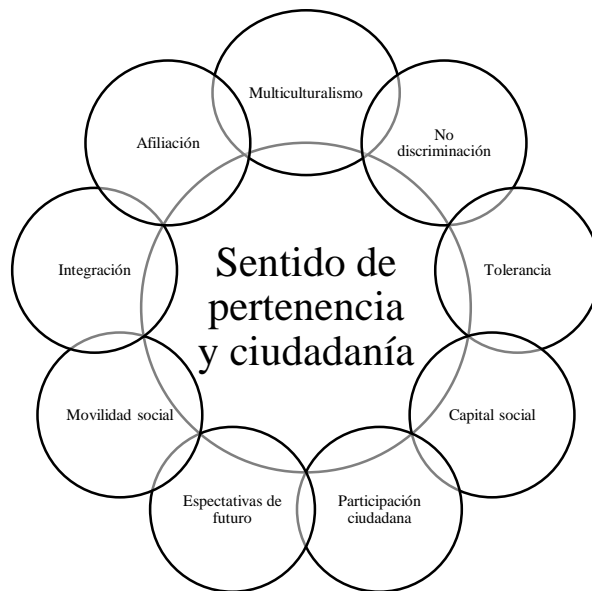 Multiculturalismo
No
discriminación
Tolerancia
Capital social
Participación
ciudadana
Espectativas de
futuro
Movilidad social
Integración
Afiliación
Sentido de
pertenencia
y ciudadanía